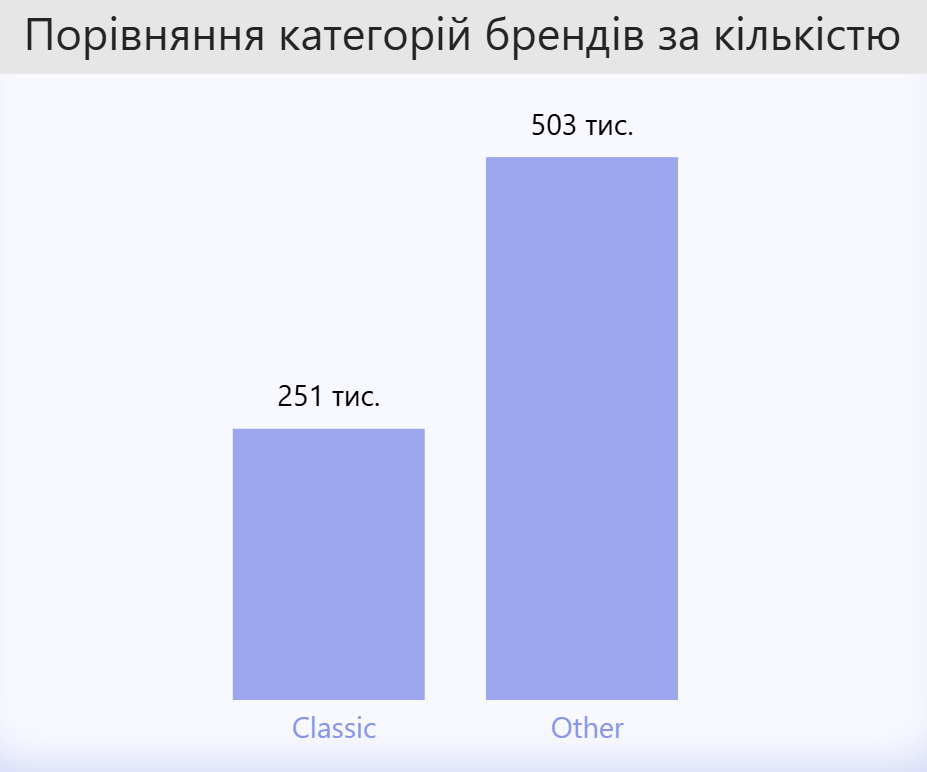 Порівняння категорій брендів за кількістю
503 тис.
251 тис.
Classic
Other